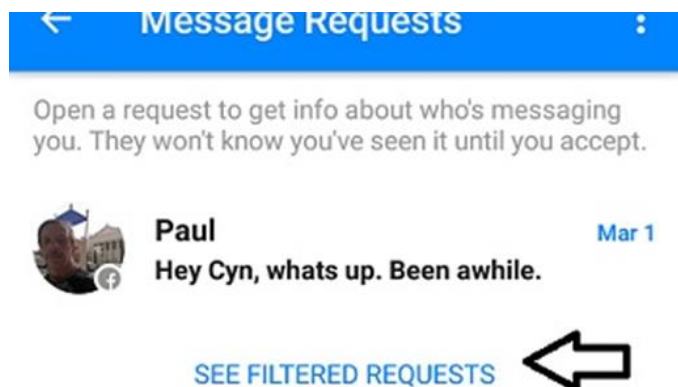 Message Requests
Open a request to get info about who's messaging
you. They won't know you've seen it until you accept.
Paul
Mar 1
Hey Cyn, whats up. Been awhile.
SEE FILTERED REQUESTS